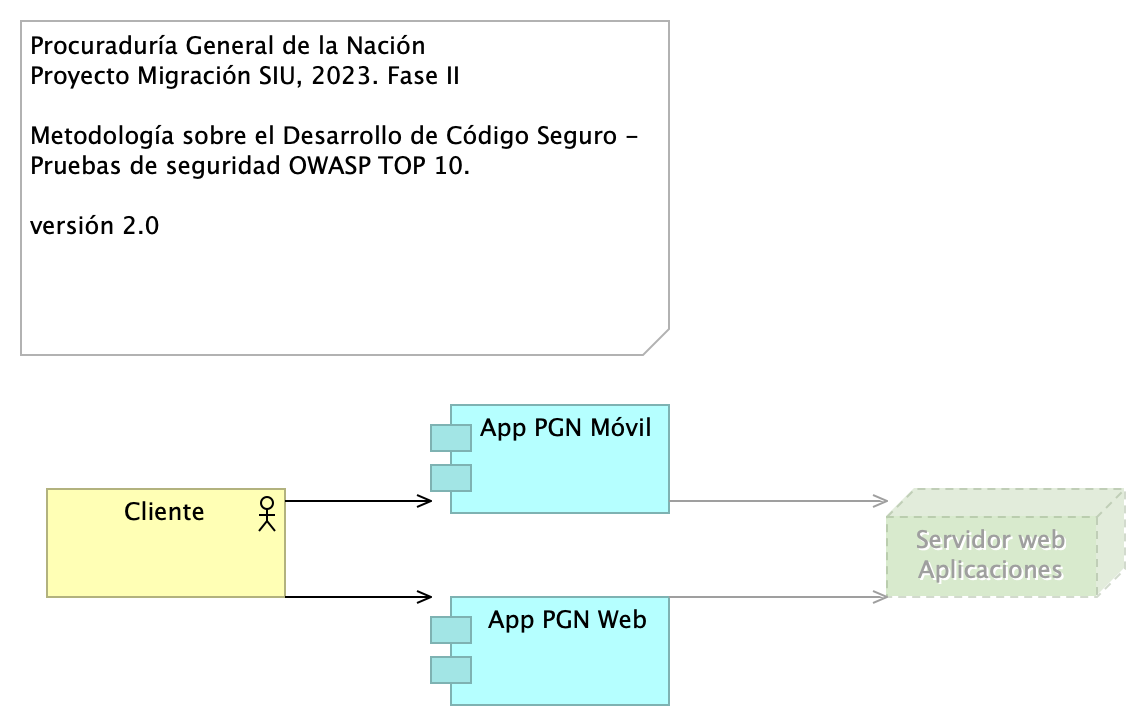 Procuraduría General de la Nación
Proyecto Migración SIU, 2023. Fase II
Metodología sobre el Desarrollo de Código Seguro –
Pruebas de seguridad OWASP TOP 10.
versión 2.0
App PGN Móvil
Cliente
Servidor web
Aplicaciones
App PGN Web